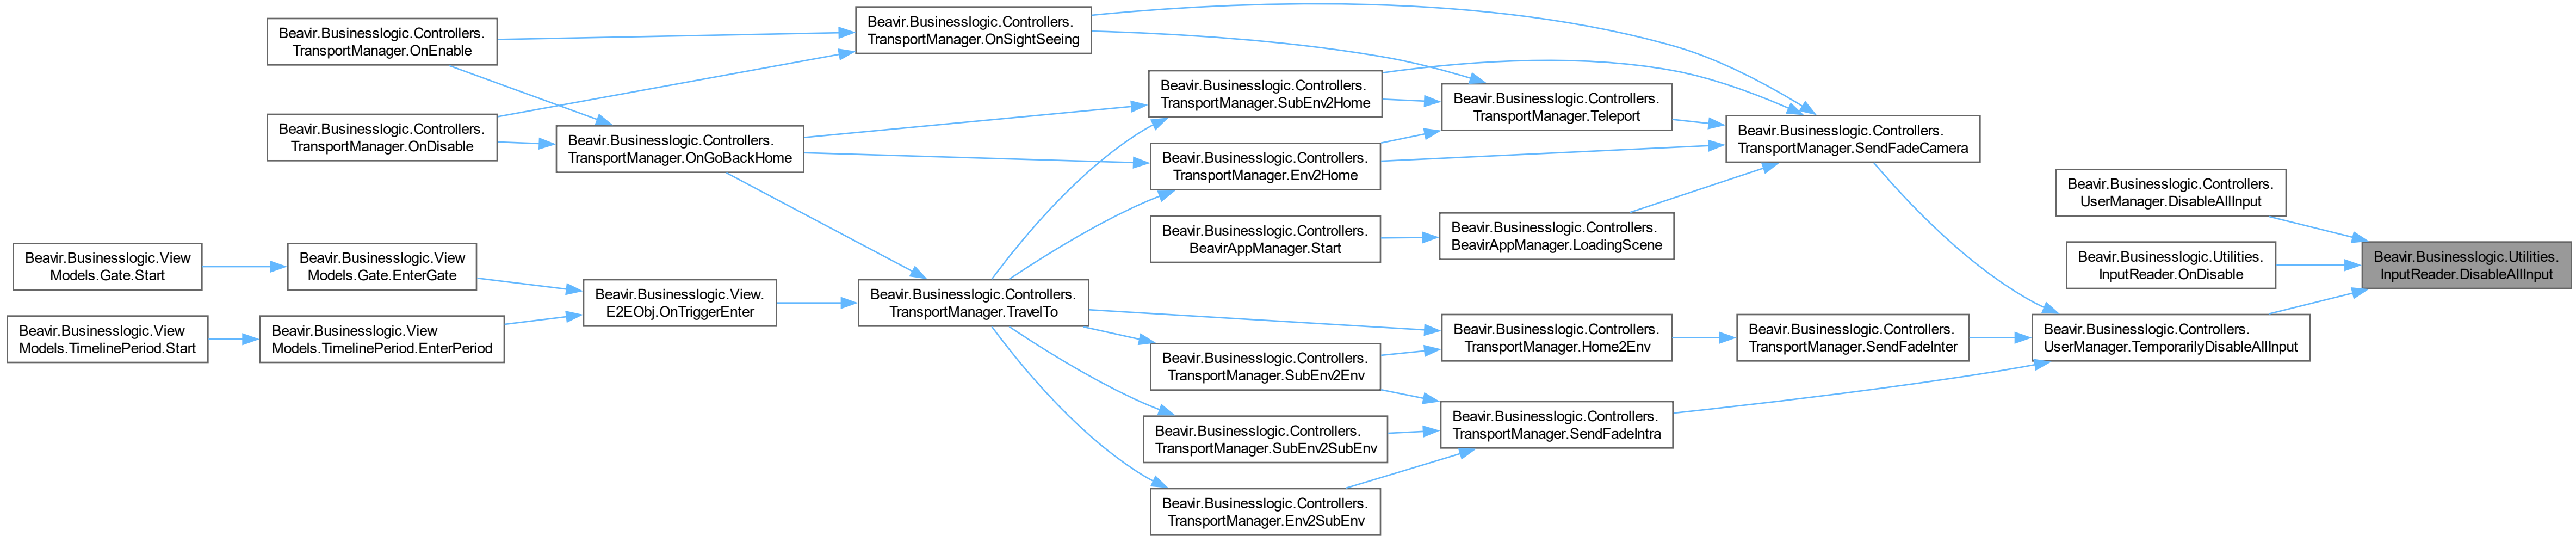 Beavir.Businesslogic.Controllers.
TransportManager.OnEnable
Beavir.Businesslogic.Controllers.
TransportManager.OnSightSeeing
Beavir.Businesslogic.Controllers.
TransportManager.OnDisable
Beavir.Businesslogic.Controllers.
TransportManager.OnGoBackHome
Beavir.Businesslogic.Controllers.
TransportManager.SubEnv2Home
Beavir.Businesslogic.Controllers.
TransportManager.Teleport
Beavir.Businesslogic.Controllers.
TransportManager.SendFadeCamera
Beavir.Businesslogic.Controllers.
TransportManager.Env2Home
Beavir.Businesslogic.Controllers.
UserManager.DisableAllInput
Beavir.Businesslogic.Controllers.
BeavirAppManager.Start
Beavir.Businesslogic.Controllers.
BeavirAppManager.LoadingScene
Beavir.Businesslogic.View
Models.Gate.Start
Beavir.Businesslogic.View
Models.Gate.EnterGate
Beavir.Businesslogic.Utilities.
InputReader.OnDisable
Beavir.Businesslogic.Utilities.
InputReader.DisableAllInput
Beavir.Businesslogic.View.
E2EObj.OnTriggerEnter
Beavir.Businesslogic.Controllers.
TransportManager.TravelTo
Beavir.Businesslogic.View
Models.TimelinePeriod.Start
Beavir.Businesslogic.View
Models.TimelinePeriod.EnterPeriod
Beavir.Businesslogic.Controllers.
TransportManager.Home2Env
Beavir.Businesslogic.Controllers.
TransportManager.SendFadeInter
Beavir.Businesslogic.Controllers.
UserManager.TemporarilyDisableAllInput
Beavir.Businesslogic.Controllers.
TransportManager.SubEnv2Env
Beavir.Businesslogic.Controllers.
TransportManager.SubEnv2SubEnv
Beavir.Businesslogic.Controllers.
TransportManager.SendFadeIntra
Beavir.Businesslogic.Controllers.
TransportManager.Env2SubEnv